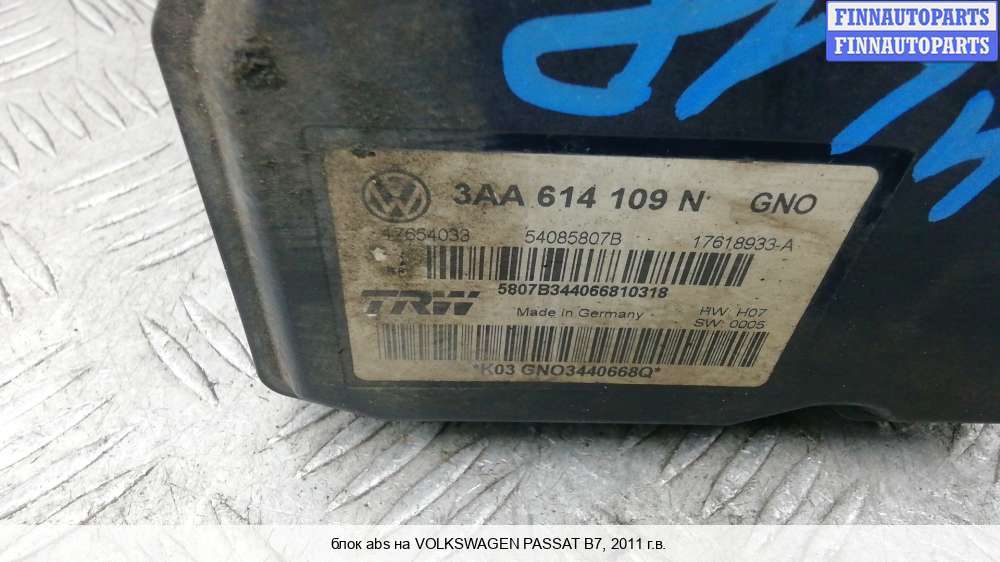 FINNAUTOPARTS
FINNAUTOPARTS
3AA 614 109 N GNO
17654033 54085807B 17618933-A
5807B344066810318
TRW Made in Germany HW: H07
SW: 0005
*K03 GNO3440668Q*
блок abs на VOLKSWAGEN PASSAT B7, 2011 г.в.